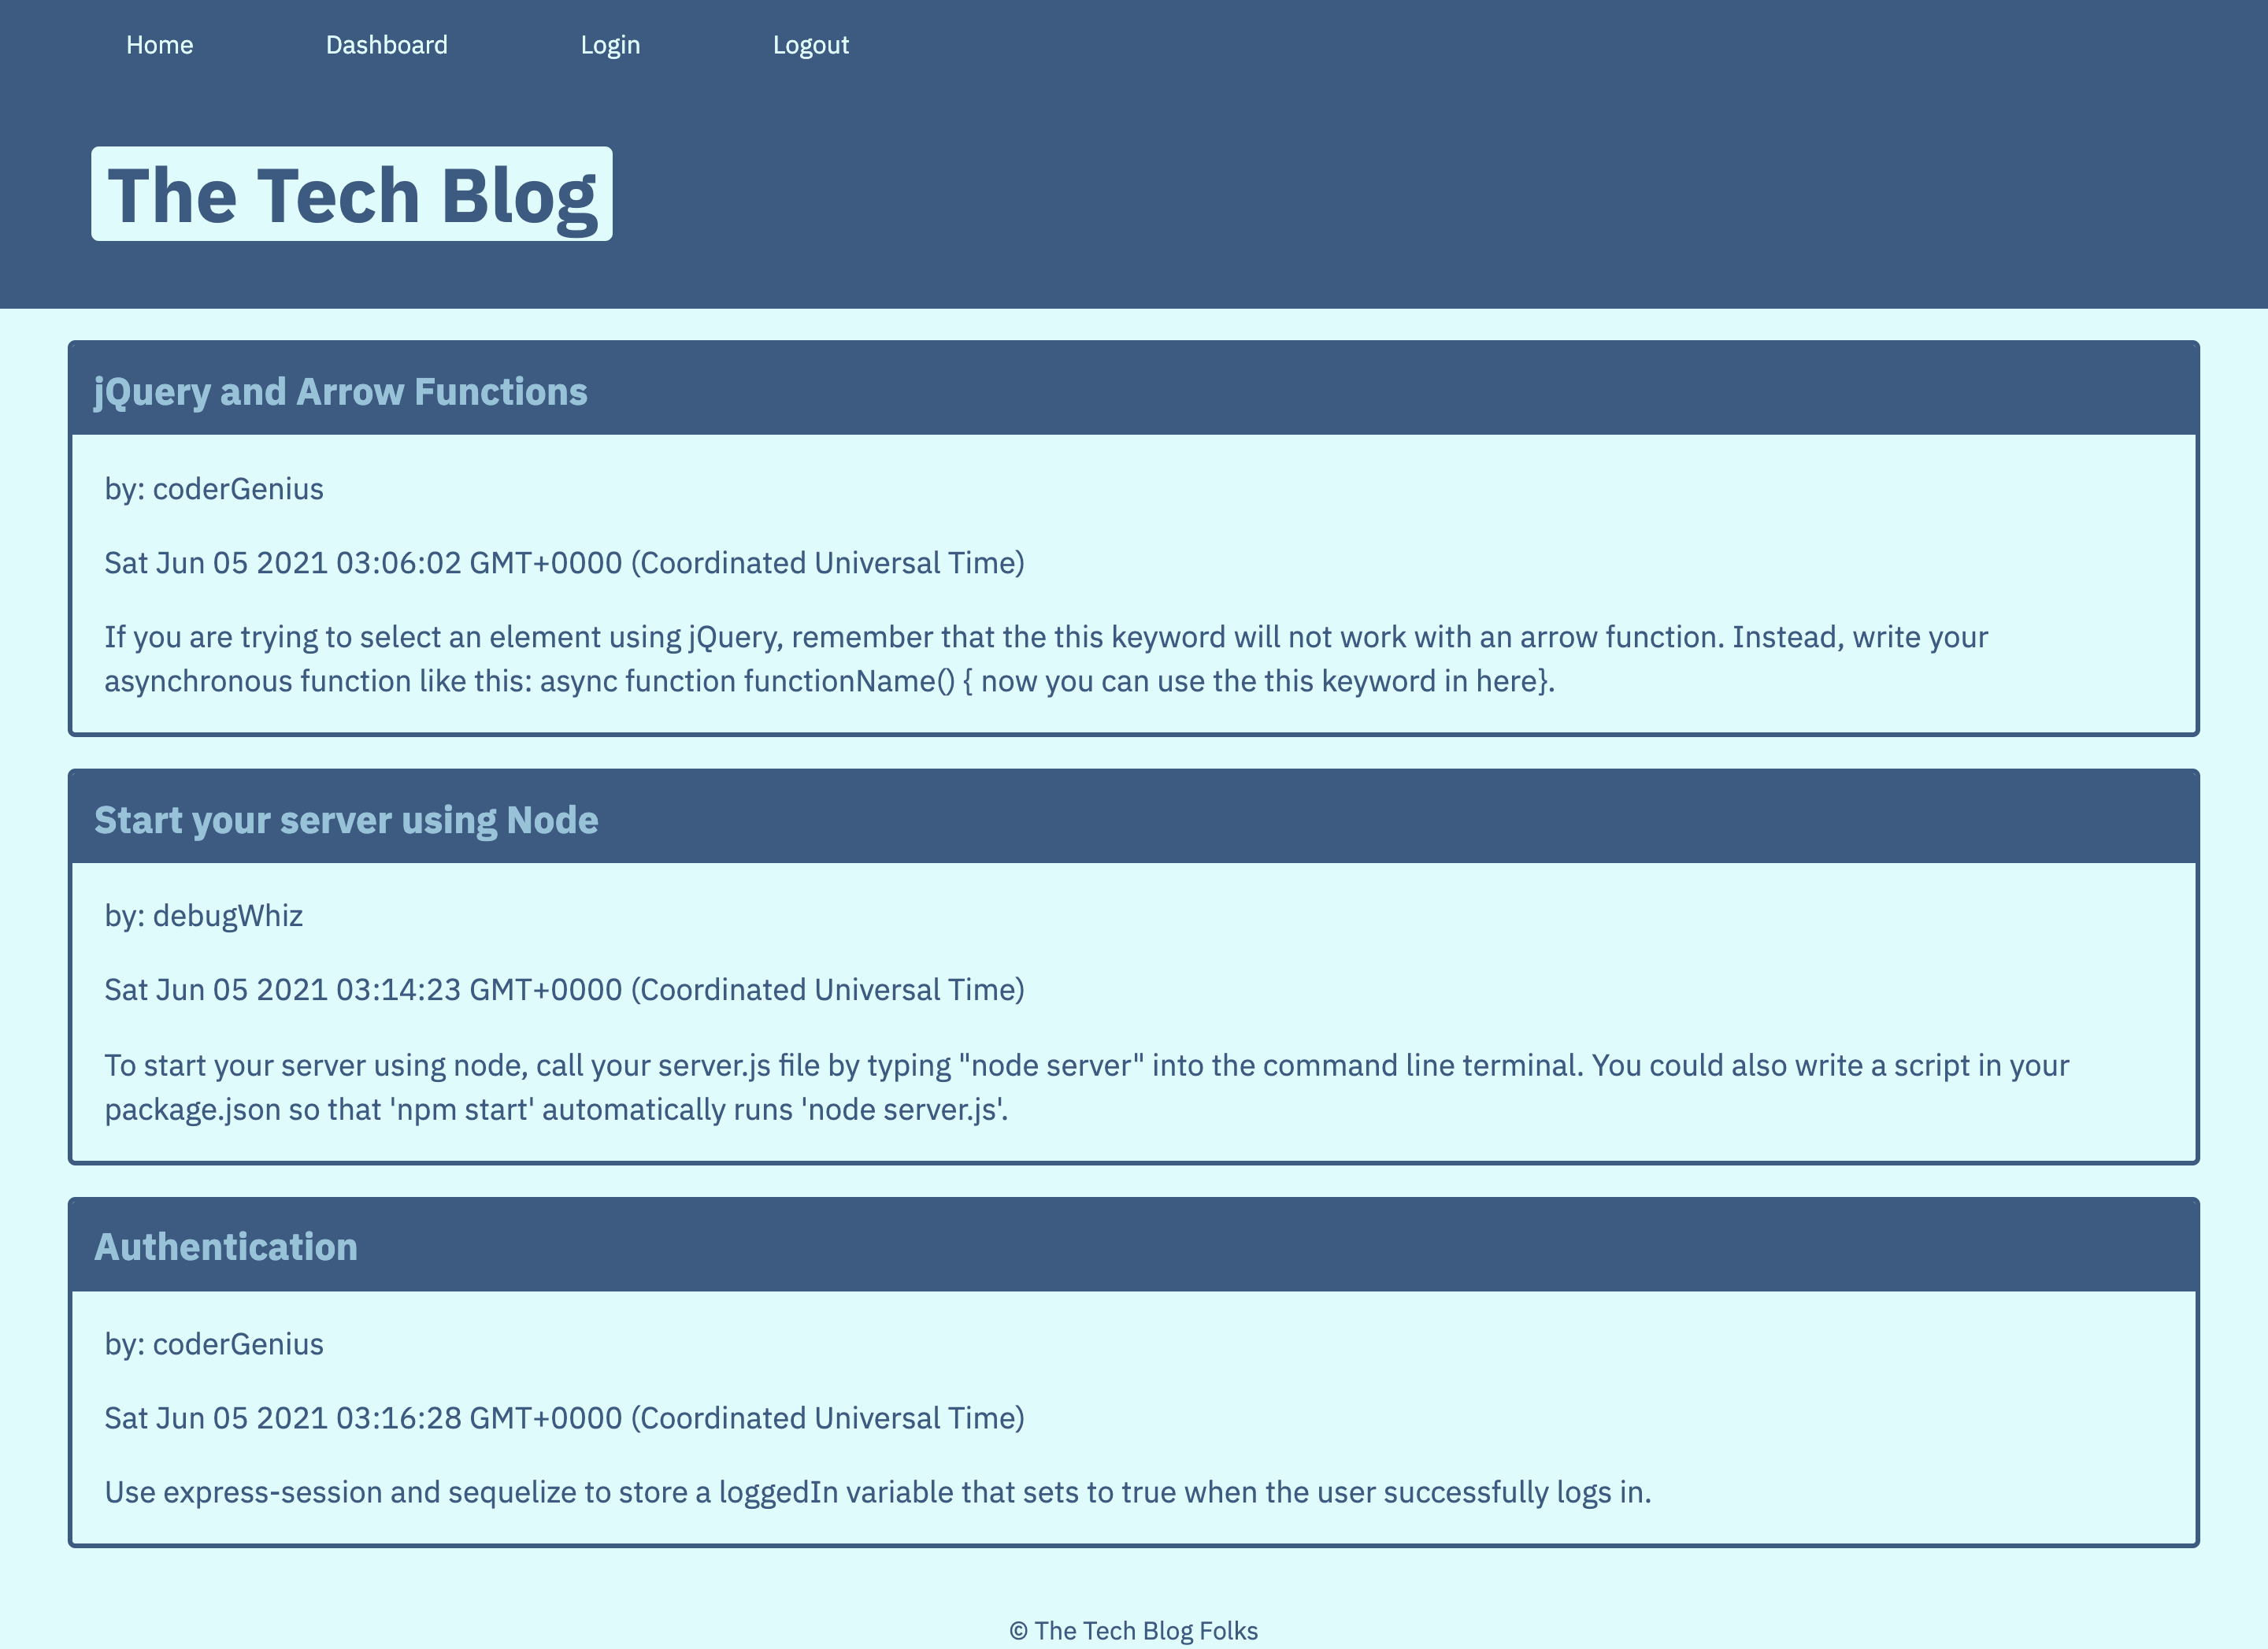 Home Dashboard Login Logout
The Tech Blog
jQuery and Arrow Functions
by: coderGenius
Sat Jun 05 2021 03:06:02 GMT+0000 (Coordinated Universal Time)
If you are trying to select an element using jQuery, remember that the this keyword will not work with an arrow function. Instead, write your
asynchronous function like this: async function functionName() { now you can use the this keyword in here}.
Start your server using Node
by: debugWhiz
Sat Jun 05 2021 03:14:23 GMT+0000 (Coordinated Universal Time)
To start your server using node, call your server.js file by typing "node server" into the command line terminal. You could also write a script in your
package.json so that 'npm start' automatically runs 'node server.js'.
Authentication
by: coderGenius
Sat Jun 05 2021 03:16:28 GMT+0000 (Coordinated Universal Time)
Use express-session and sequelize to store a loggedIn variable that sets to true when the user successfully logs in.
© The Tech Blog Folks